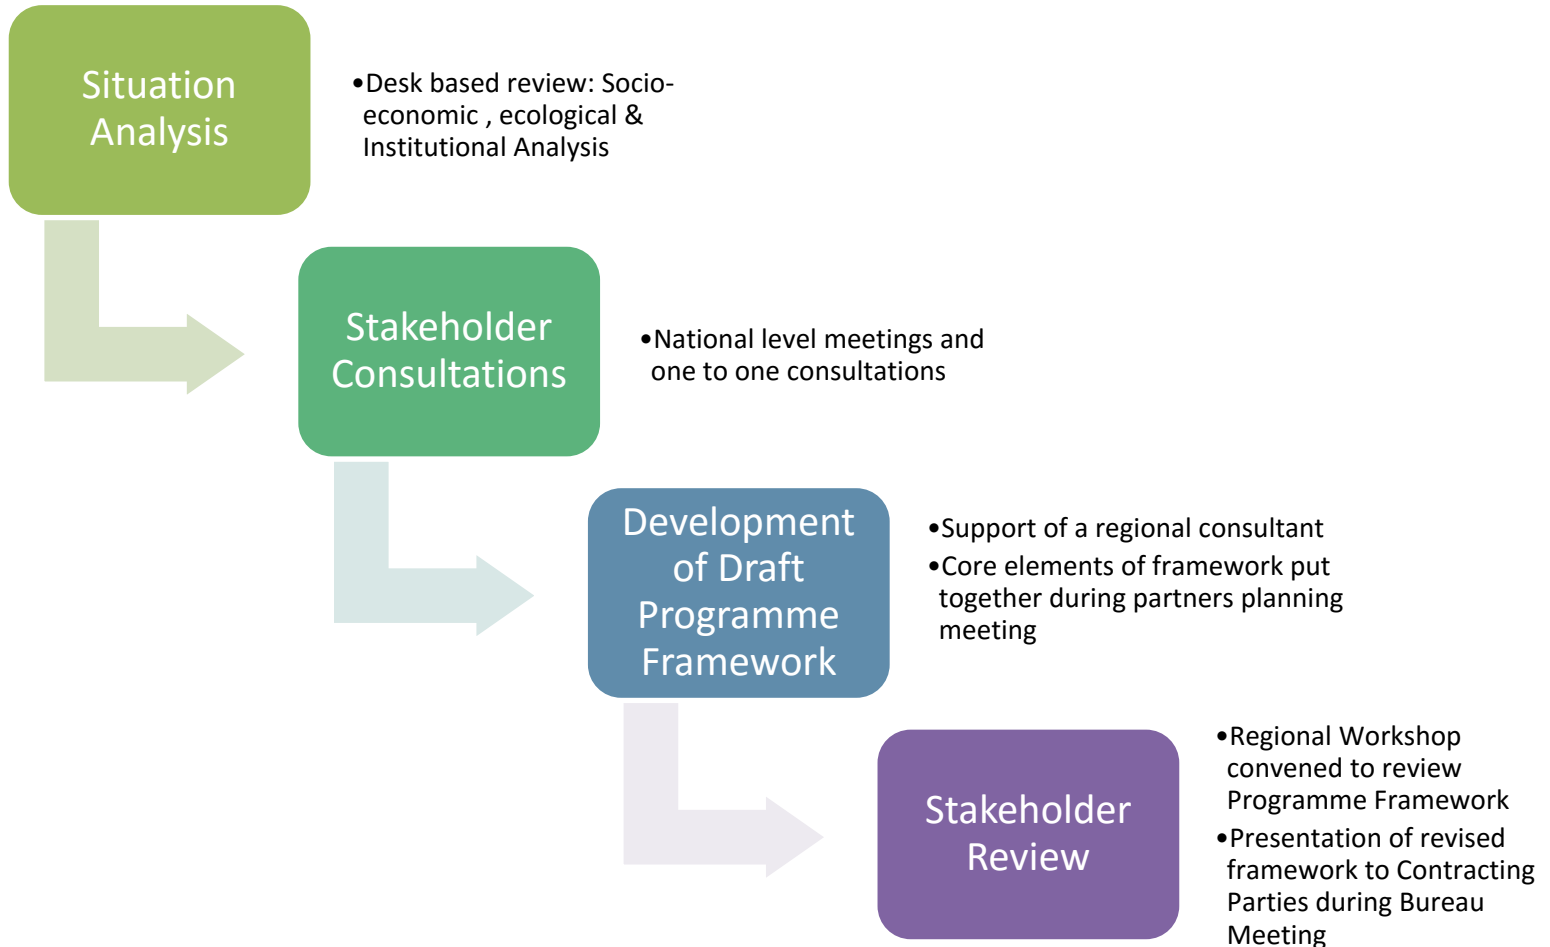 Situation
Analysis
•Desk based review: Socio-
economic , ecological &
Institutional Analysis
Stakeholder
Consultations
•National level meetings and
one to one consultations
Development
of Draft
Programme
Framework
•Support of a regional consultant
•Core elements of framework put
together during partners planning
meeting
Stakeholder
Review
•Regional Workshop
convened to review
Programme Framework
•Presentation of revised
framework to Contracting
Parties during Bureau
Meeting